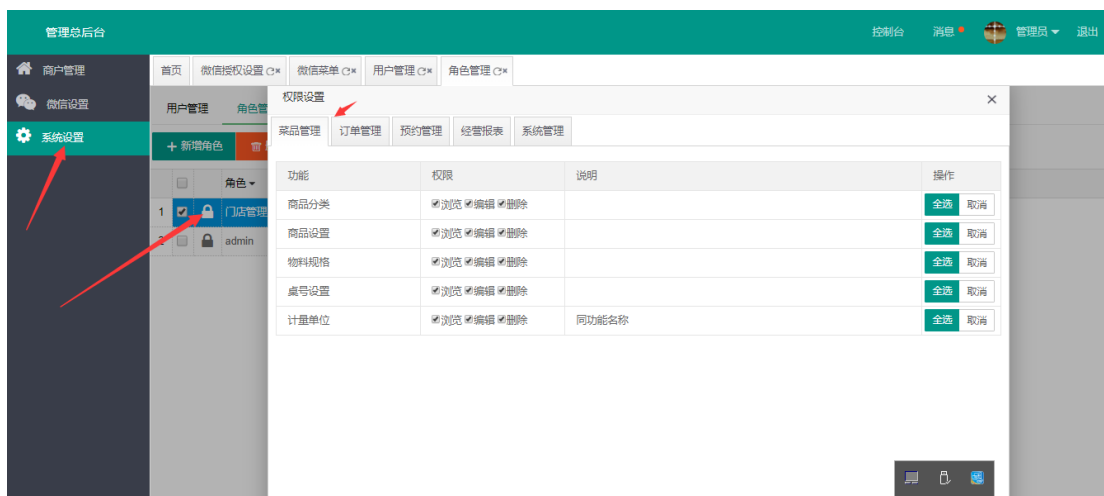 管理总后台 控制台 消息 管理员 退出
商户管理
微信设置
系统设置
首页 微信授权设置 微信菜单 用户管理 角色管理
用户管理 角色管
权限设置
菜品管理 订单管理 预约管理 经营报表 系统管理
新增角色
角色
1 门店管理
2 admin
功能 权限 说明 操作
商品分类 浏览 编辑 删除 全选 取消
商品设置 浏览 编辑 删除 全选 取消
物料规格 浏览 编辑 删除 全选 取消
桌号设置 浏览 编辑 删除 全选 取消
计量单位 浏览 编辑 删除 同功能名称 全选 取消